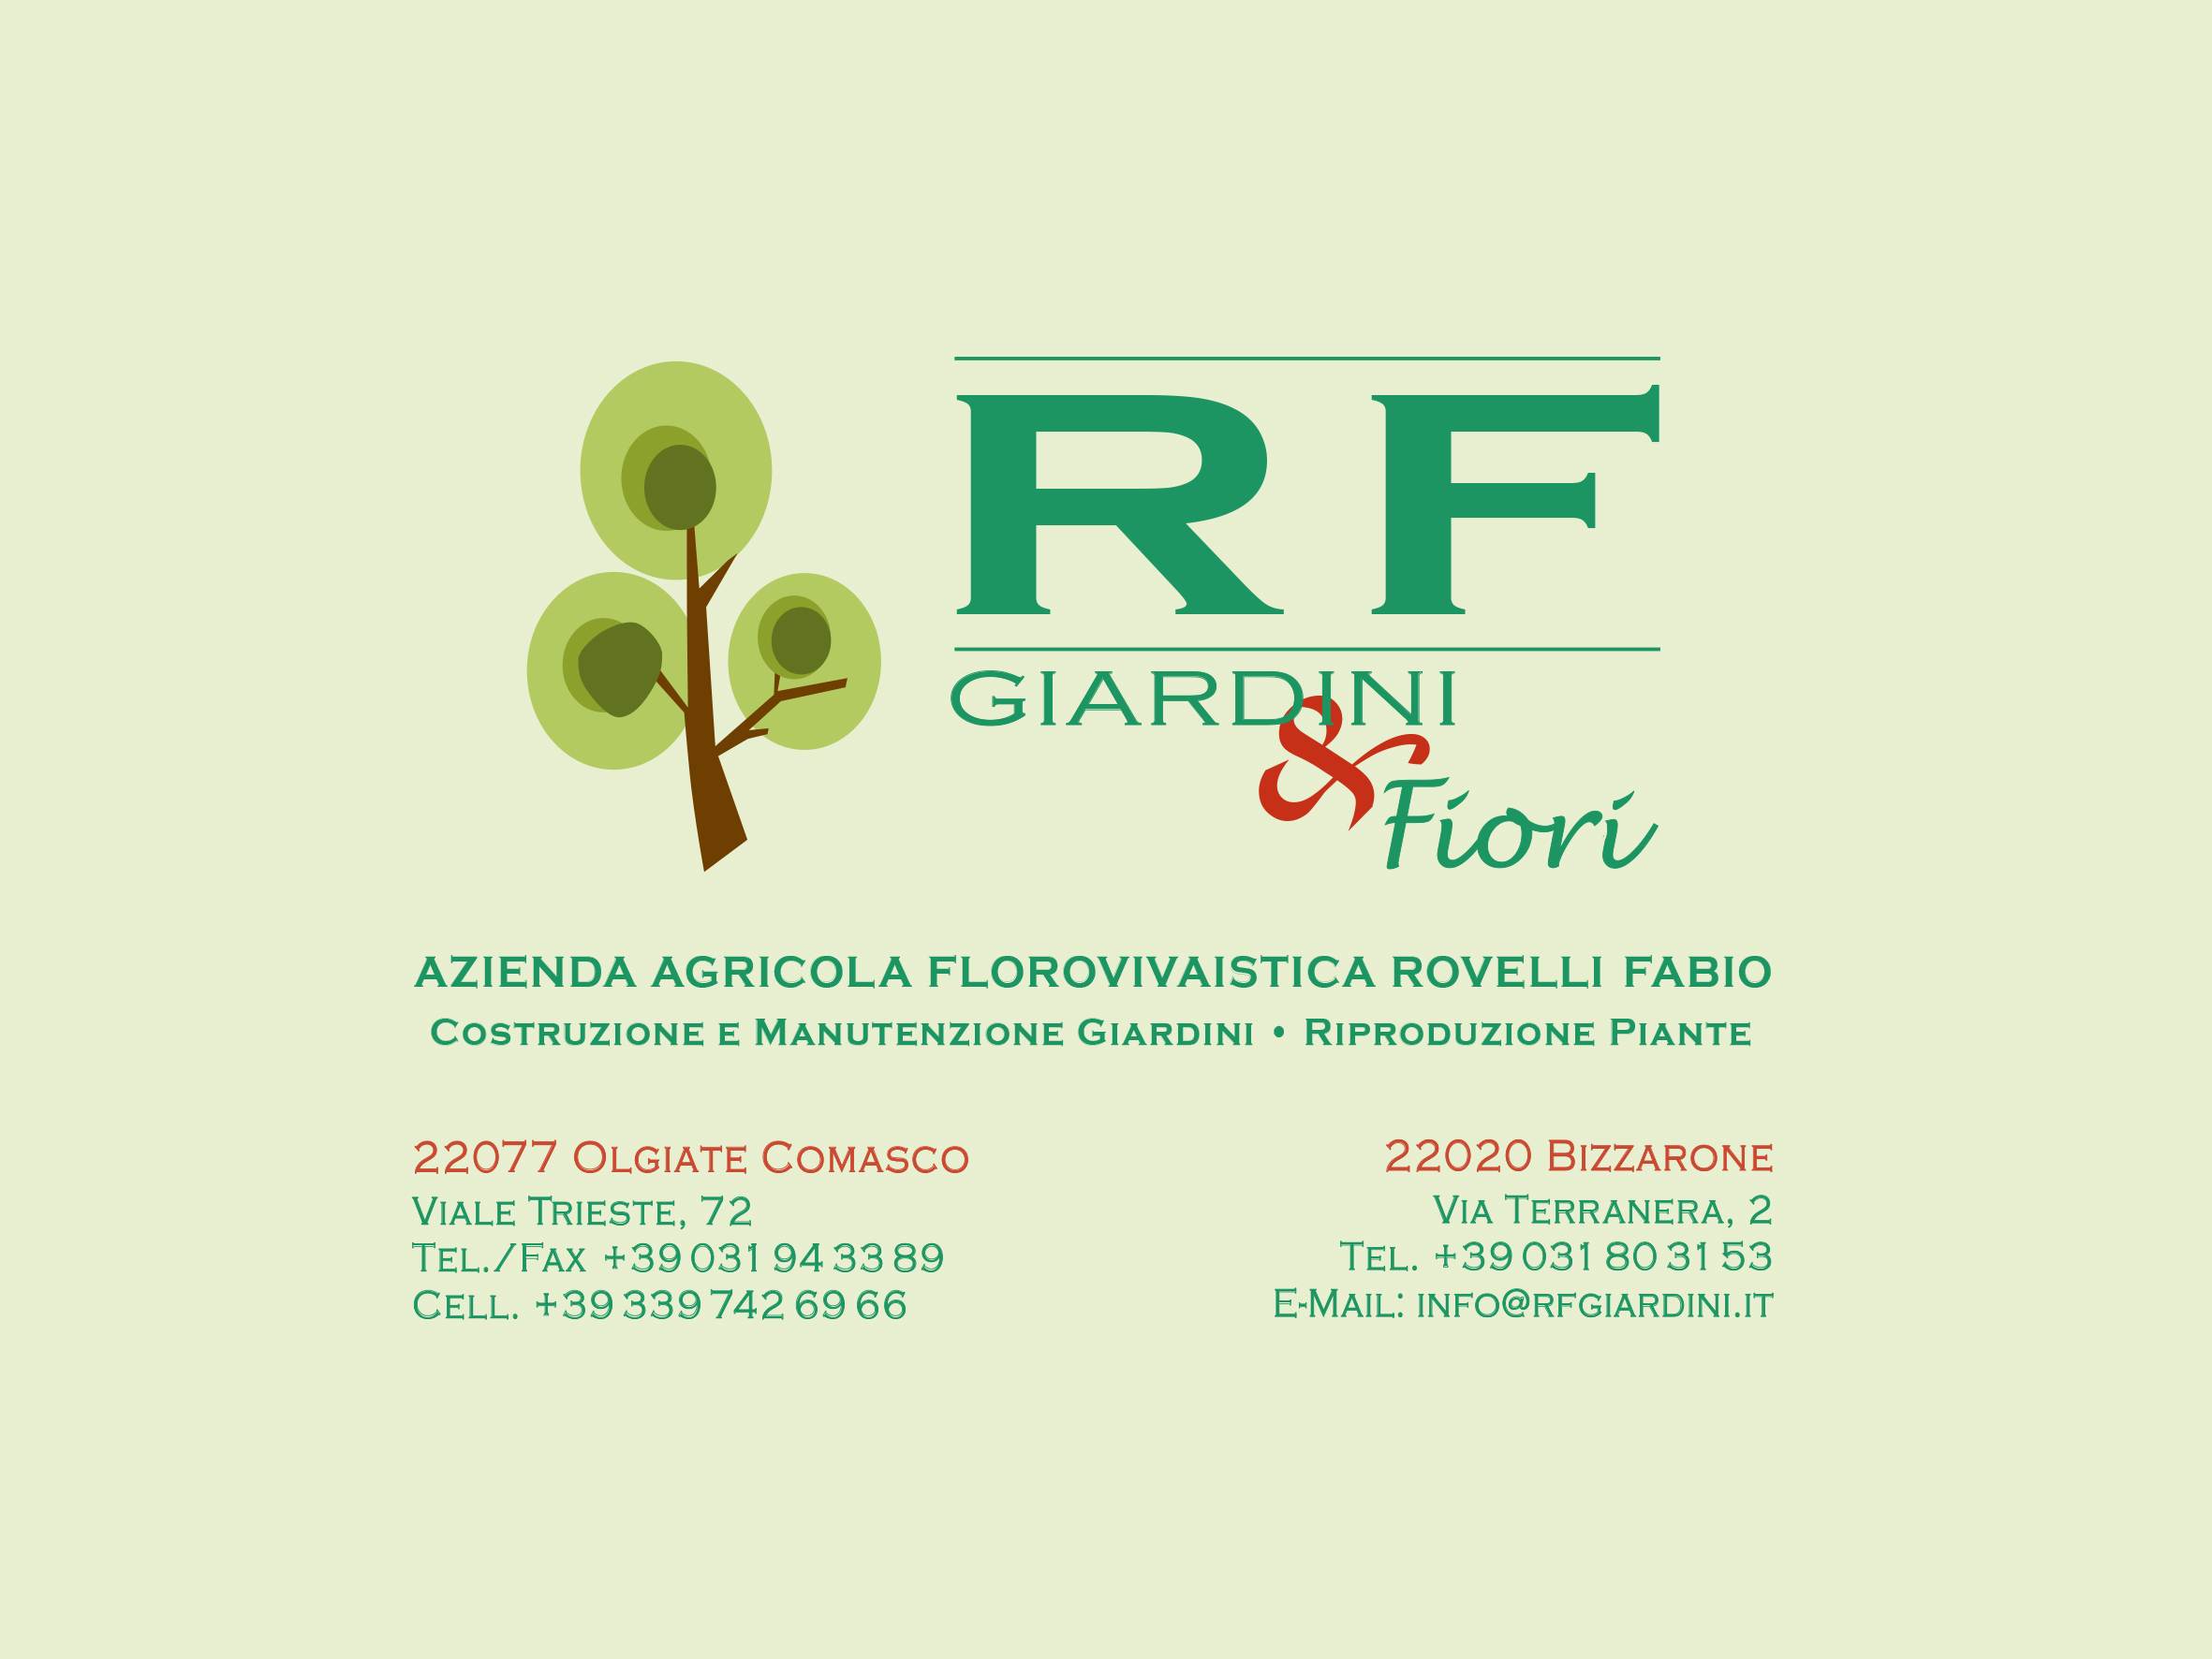 RF
GIARDINI
&
Fiori
AZIENDA AGRICOLA FLOROVIVAISTICA ROVELLI FABIO
Costruzione e Manutenzione Giardini • Riproduzione Piante
22077 Olgiate Comasco
Viale Trieste, 72
Tel./Fax +39 031 94 33 89
Cell. +39 339 742 69 66
22020 Bizzarone
Via Terranera, 2
Tel. +39 031 80 31 53
E-Mail: info@rfgiardini.it